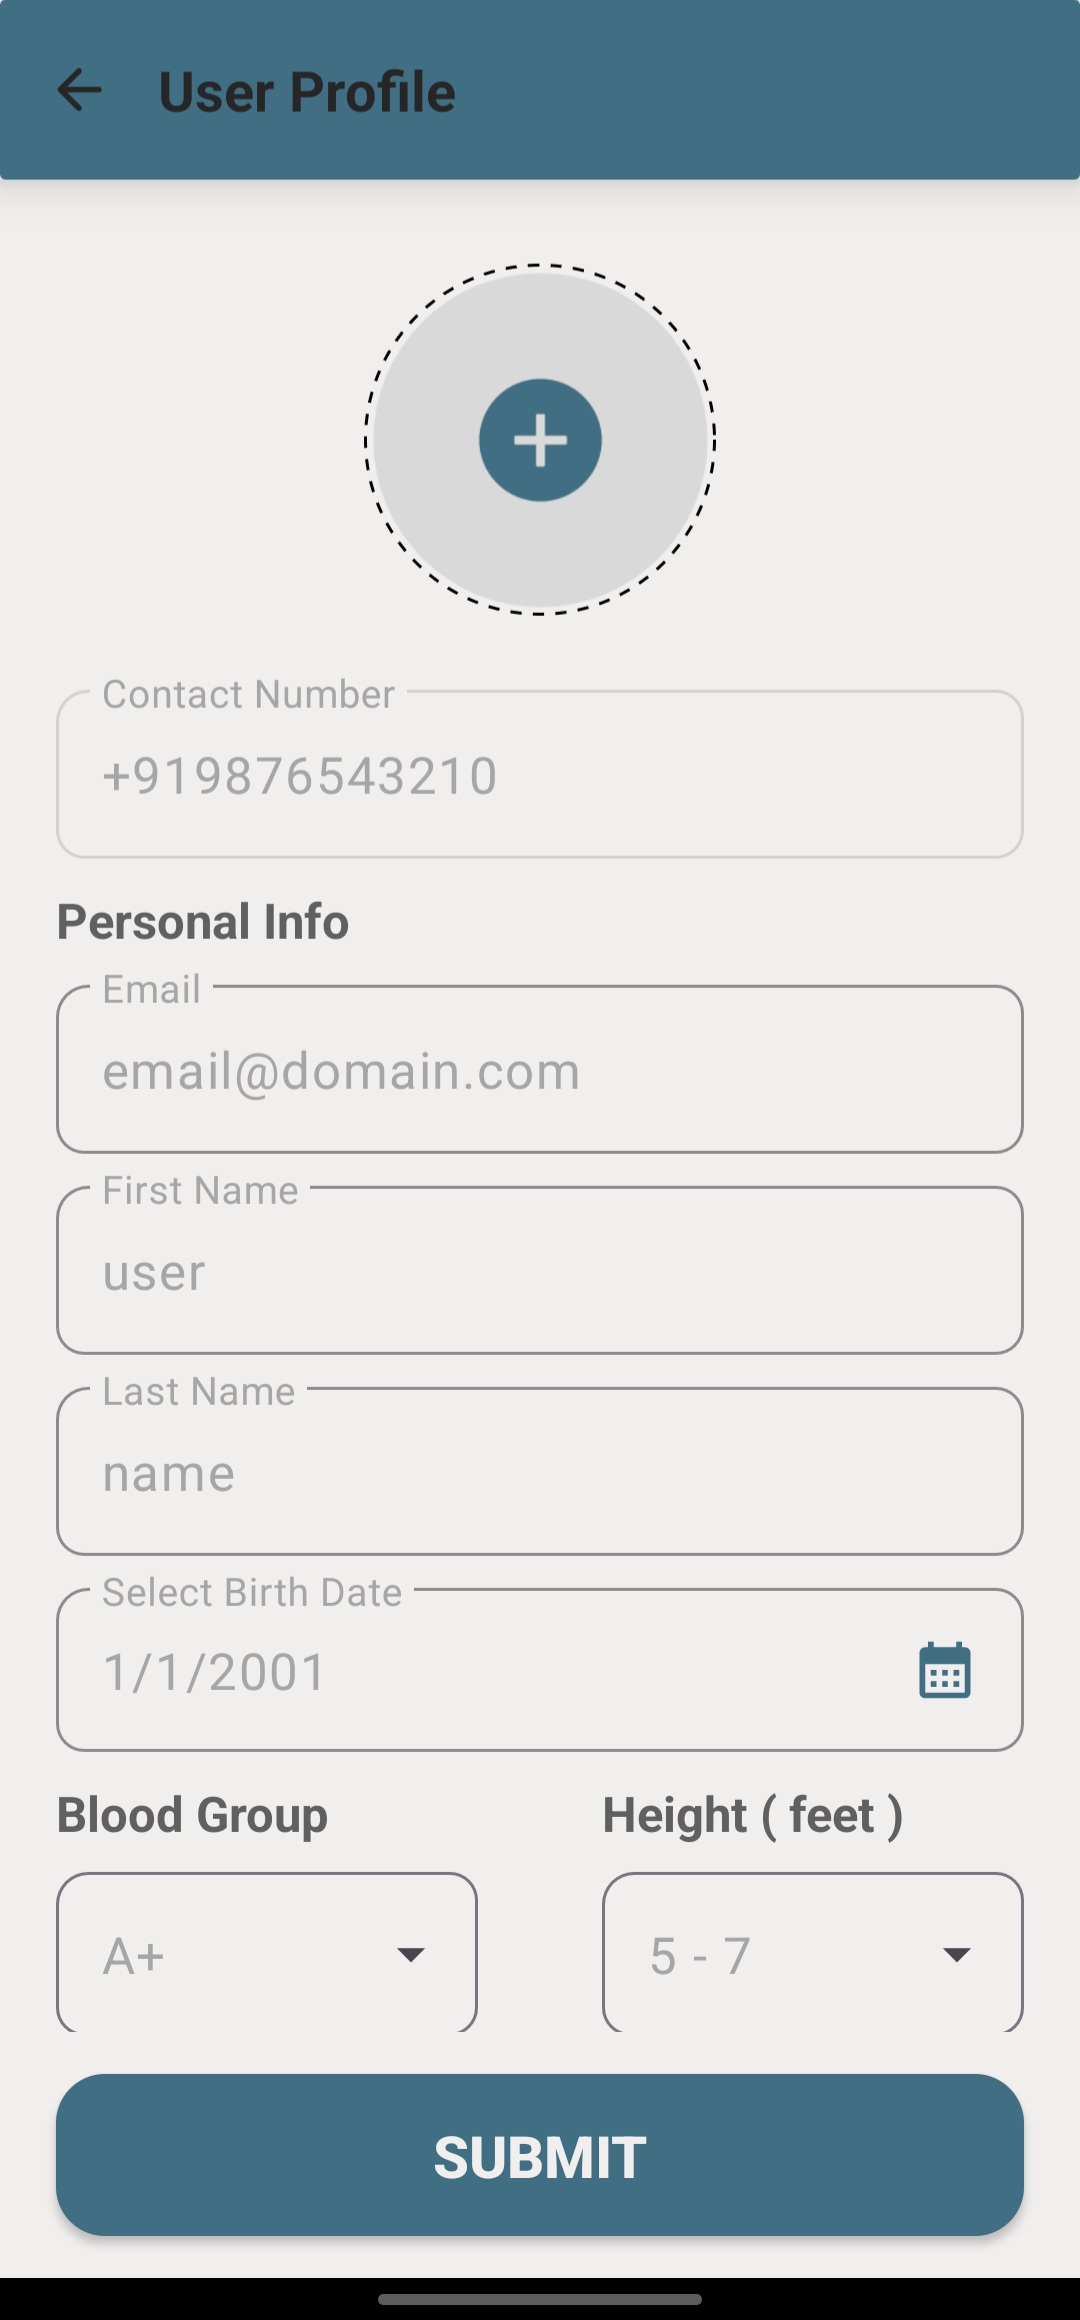 User Profile
Contact Number
+919876543210
Personal Info
Email
email@domain.com
First Name
user
Last Name
name
Select Birth Date
1/1/2001
Blood Group
Height ( feet )
A+
5 - 7
SUBMIT